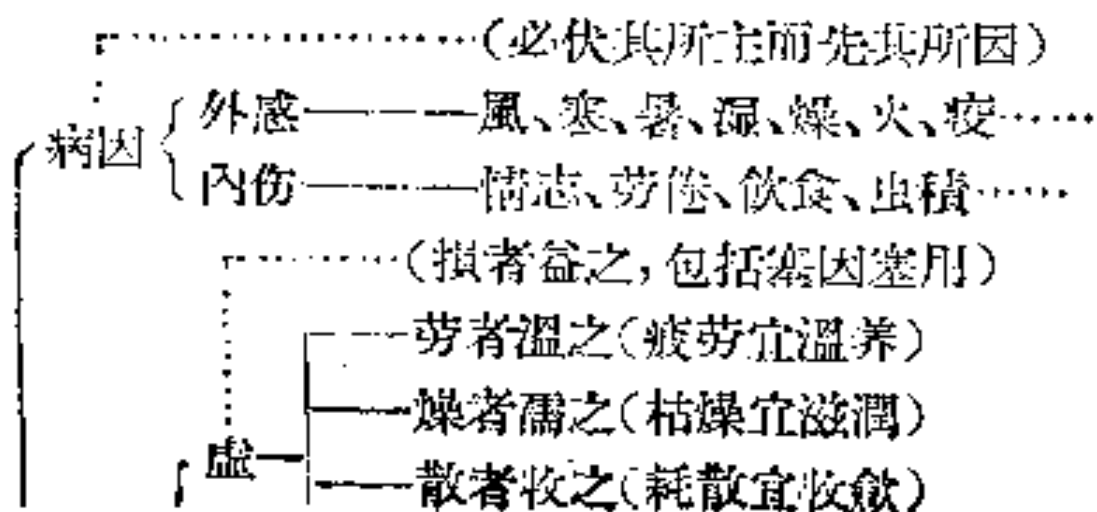 (必伏其所主而先其所因)
病因
外感 風、寒、暑、濕、燥、火、疫……
內伤 情志、劳倦、飲食、虫積……
(損者益之,包括塞因塞用)
劳者溫之(疲劳宜溫养)
燥者濡之(枯燥宜滋潤)
虛
散者收之(耗散宜收斂)